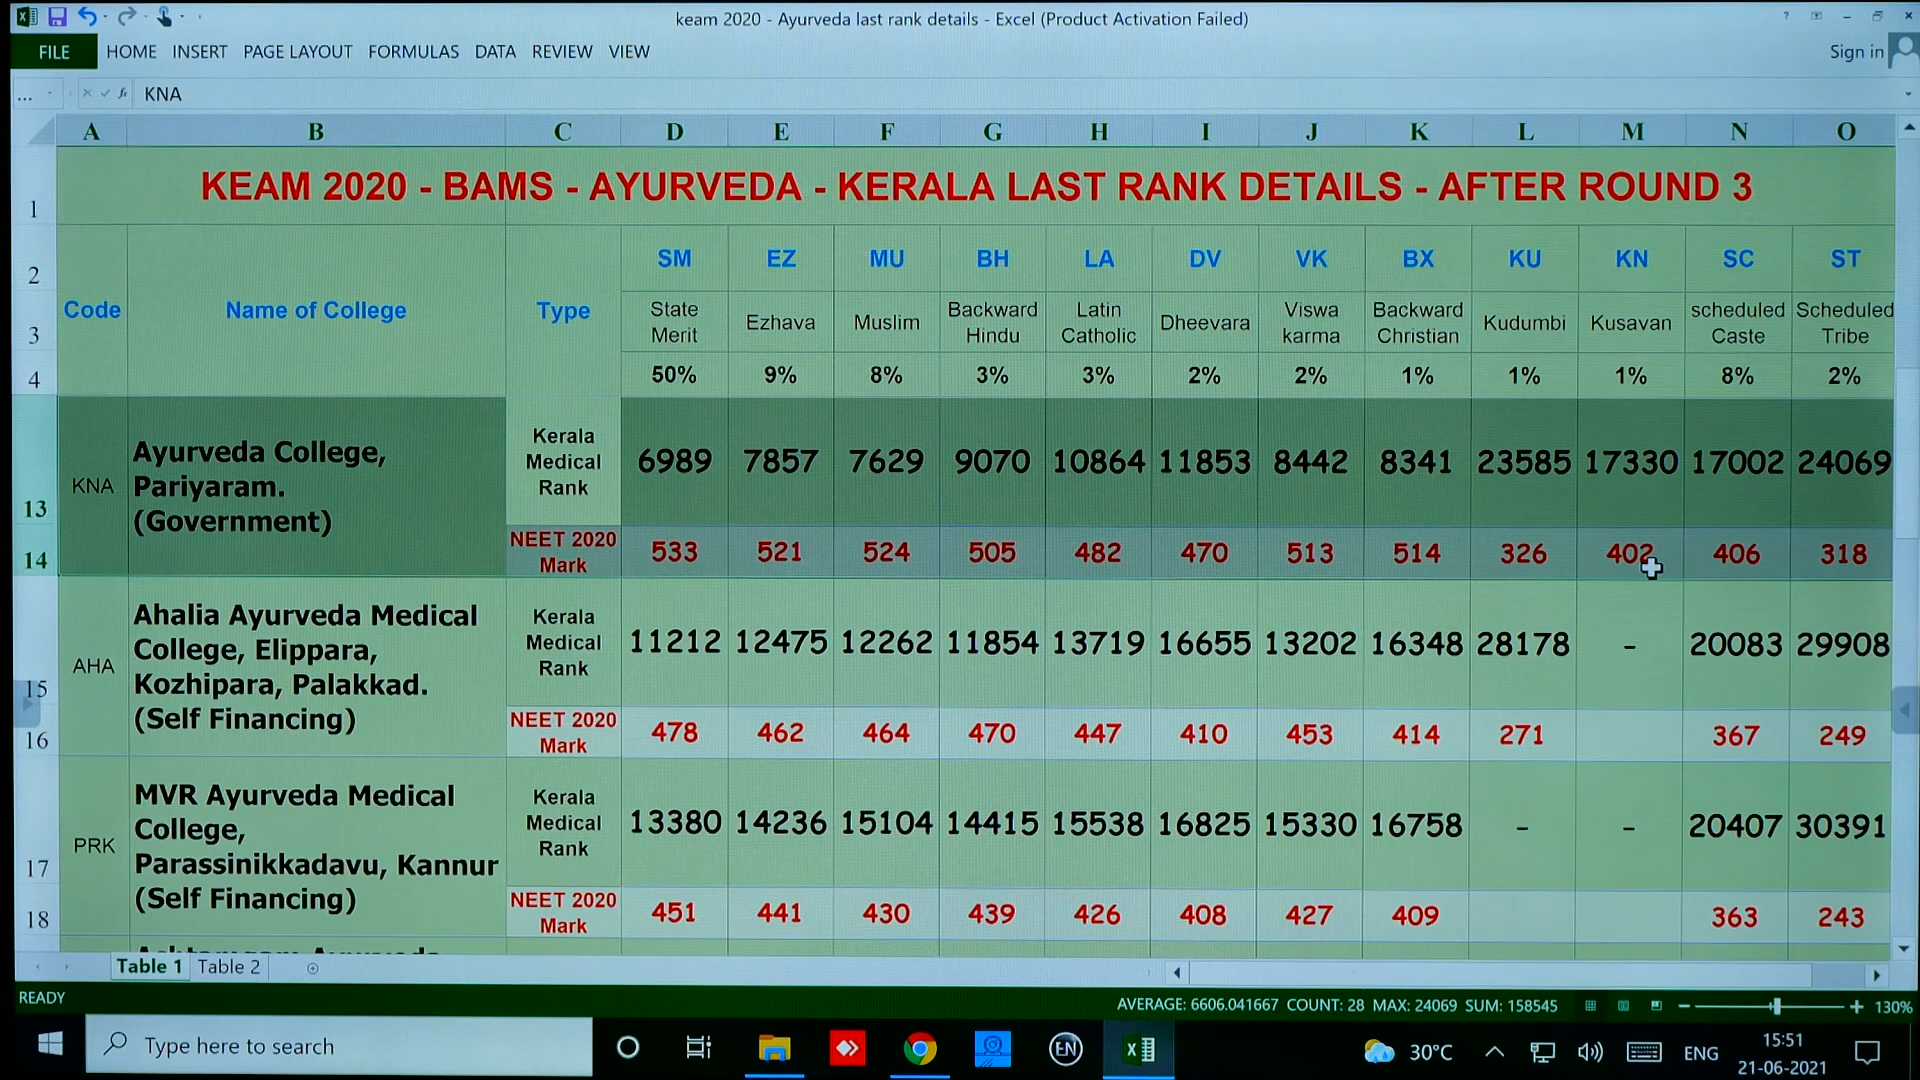 keam 2020 - Ayurveda last rank details - Excel (Product Activation Failed)
FILE HOME INSERT PAGE LAYOUT FORMULAS DATA REVIEW VIEW Sign in
... fx KNA
A B C D E F G H I J K L M N O
1 KEAM 2020 - BAMS - AYURVEDA - KERALA LAST RANK DETAILS - AFTER ROUND 3
2 SM EZ MU BH LA DV VK BX KU KN SC ST
Code Name of College Type
3 State Merit Ezhava Muslim Backward Hindu Latin Catholic Dheevara Viswa karma Backward Christian Kudumbi Kusavan scheduled Caste Scheduled Tribe
4 50% 9% 8% 3% 3% 2% 2% 1% 1% 1% 8% 2%
KNA
Ayurveda College,
Pariyaram.
(Government)
13 Kerala Medical Rank 6989 7857 7629 9070 10864 11853 8442 8341 23585 17330 17002 24069
14 NEET 2020 Mark 533 521 524 505 482 470 513 514 326 402 406 318
AHA
Ahalia Ayurveda Medical
College, Elippara,
Kozhipara, Palakkad.
(Self Financing)
15 Kerala Medical Rank 11212 12475 12262 11854 13719 16655 13202 16348 28178 - 20083 29908
16 NEET 2020 Mark 478 462 464 470 447 410 453 414 271 367 249
PRK
MVR Ayurveda Medical
College,
Parassinikkadavu, Kannur
(Self Financing)
17 Kerala Medical Rank 13380 14236 15104 14415 15538 16825 15330 16758 - - 20407 30391
18 NEET 2020 Mark 451 441 430 439 426 408 427 409 363 243
Table 1 Table 2
READY AVERAGE: 6606.041667 COUNT: 28 MAX: 24069 SUM: 158545 130%
Type here to search EN 30°C ENG 15:51
21-06-2021